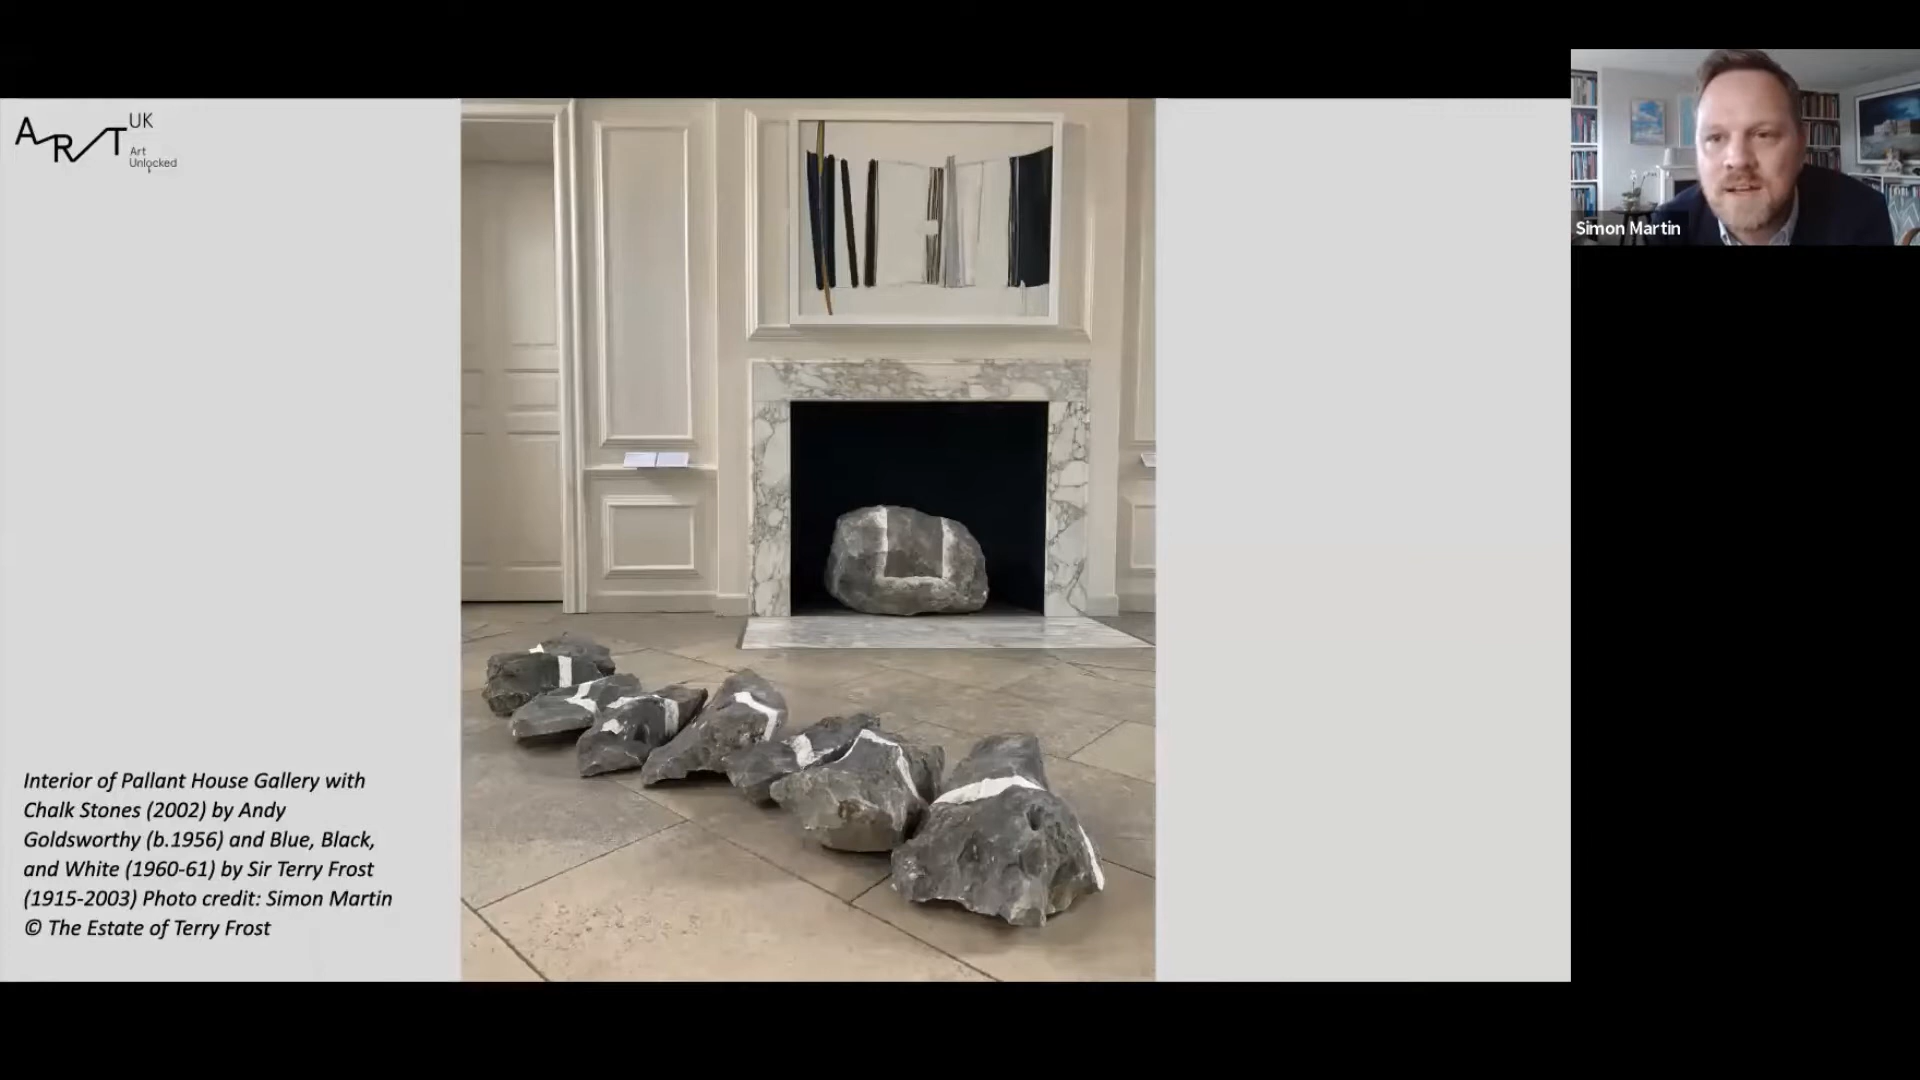 ART UK
Art
Unlocked
Simon Martin
Interior of Pallant House Gallery with
Chalk Stones (2002) by Andy
Goldsworthy (b.1956) and Blue, Black,
and White (1960-61) by Sir Terry Frost
(1915-2003) Photo credit: Simon Martin
© The Estate of Terry Frost